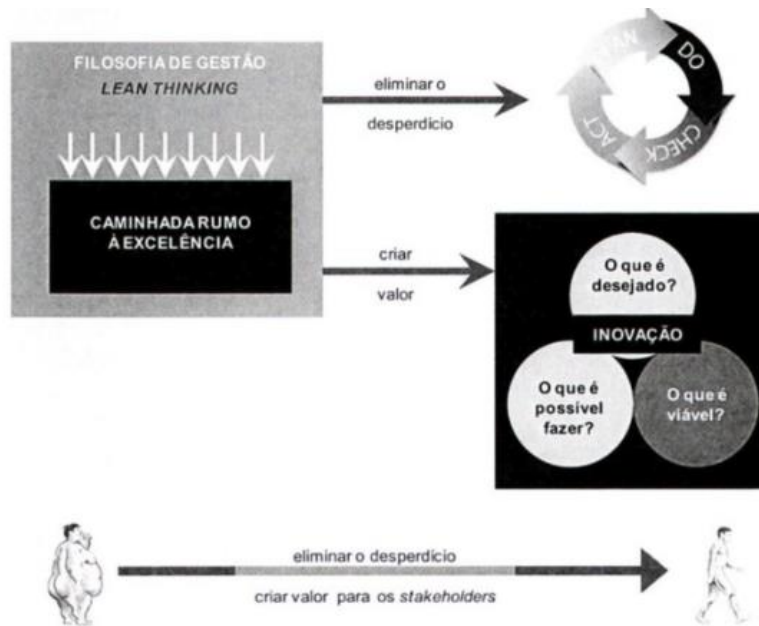 FILOSOFIA DE GESTÃO
LEAN THINKING
CAMINHADA RUMO
À EXCELÊNCIA
eliminar o
desperdício
PLAN
DO
CHECK
ACT
criar
valor
O que é
desejado?
INOVAÇÃO
O que é
possível
fazer?
O que é
viável?
eliminar o desperdício
criar valor para os stakeholders